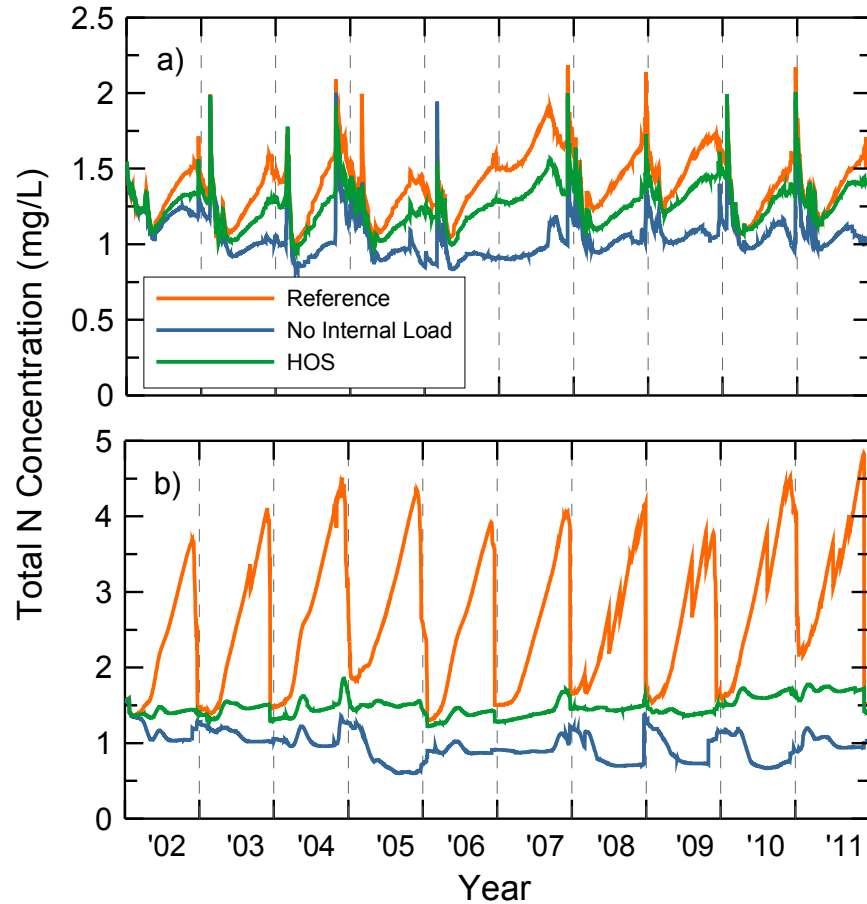 Total N Concentration (mg/L)
2.5
2
1.5
1
0.5
0
a)
Reference
No Internal Load
HOS
5
4
3
2
1
0
b)
'02 '03 '04 '05 '06 '07 '08 '09 '10 '11
Year